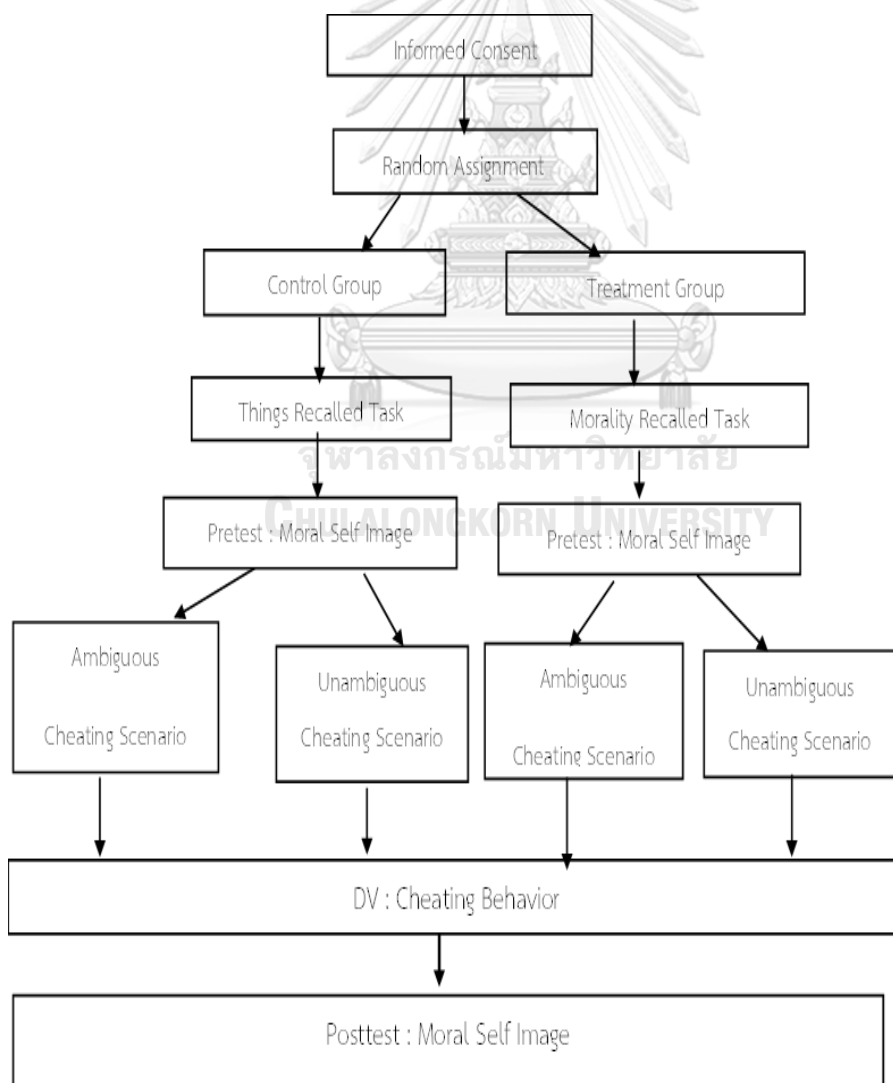 Informed Consent
Random Assignment
Control Group
Treatment Group
Things Recalled Task
Morality Recalled Task
จุฬาลงกรณ์มหาวิทยาลัย
CHULALONGKORN UNIVERSITY
Pretest : Moral Self Image
Pretest : Moral Self Image
Ambiguous
Cheating Scenario
Unambiguous
Cheating Scenario
Ambiguous
Cheating Scenario
Unambiguous
Cheating Scenario
DV : Cheating Behavior
Posttest : Moral Self Image